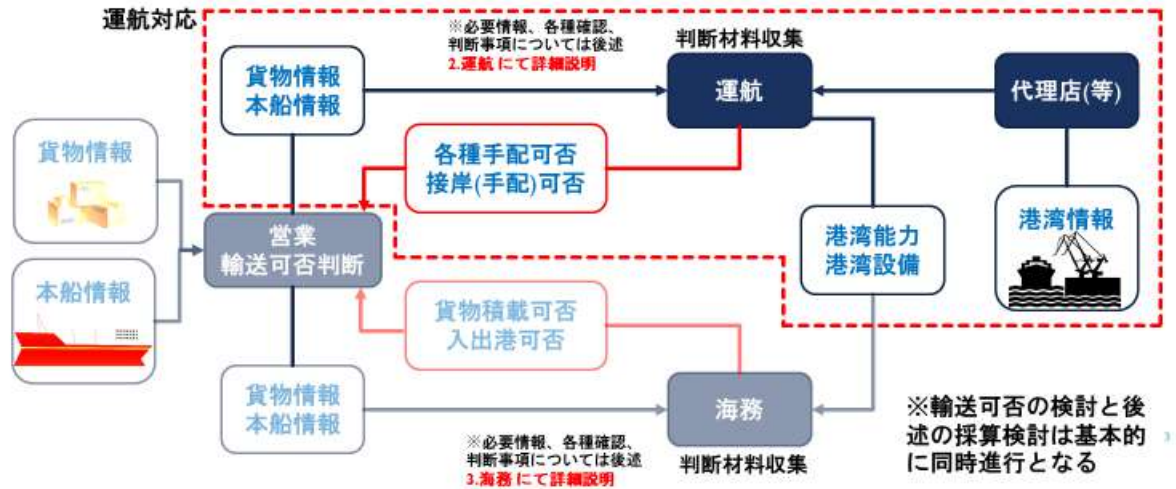 運航対応
※必要情報、各種確認、
判断事項については後述
2.運航 にて詳細説明
判断材料収集
貨物情報
本船情報
運航
代理店(等)
貨物情報
各種手配可否
接岸(手配)可否
営業
輸送可否判断
港湾能力
港湾設備
港湾情報
本船情報
貨物積載可否
入出港可否
貨物情報
本船情報
海務
※必要情報、各種確認、
判断事項については後述
3.海務 にて詳細説明
判断材料収集
※輸送可否の検討と後
述の採算検討は基本的
に同時進行となる
3